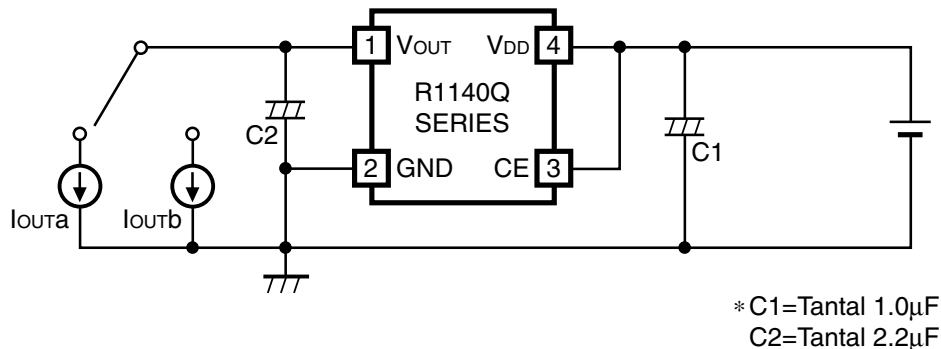 1 VOUT VDD 4
R1140Q
SERIES
C2
C1
2 GND CE 3
IOUTa IOUTb
*C1=Tantal 1.0μF
C2=Tantal 2.2μF